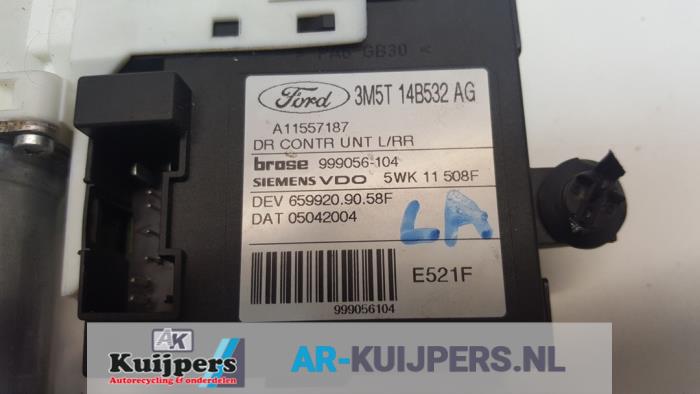 > PA6-GB30 <
Ford 3M5T 14B532 AG
A11557187
DR CONTR UNT L/RR
brose 999056-104
SIEMENS VDO 5WK 11 508F
DEV 659920.90.58F
DAT 05042004
LA
E521F
999056104
AK
Kuijpers
Autorecycling & onderdelen
AR-KUIJPERS.NL